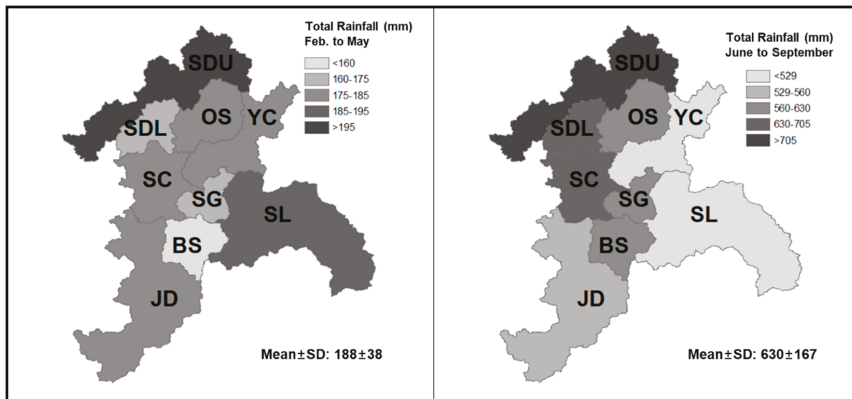 Total Rainfall (mm)
Feb. to May
<160
160-175
175-185
185-195
>195
SDU
OS
YC
SDL
SC
SG
SL
BS
JD
Mean±SD: 188±38
Total Rainfall (mm)
June to September
<529
529-560
560-630
630-705
>705
SDU
OS
YC
SDL
SC
SG
SL
BS
JD
Mean±SD: 630±167